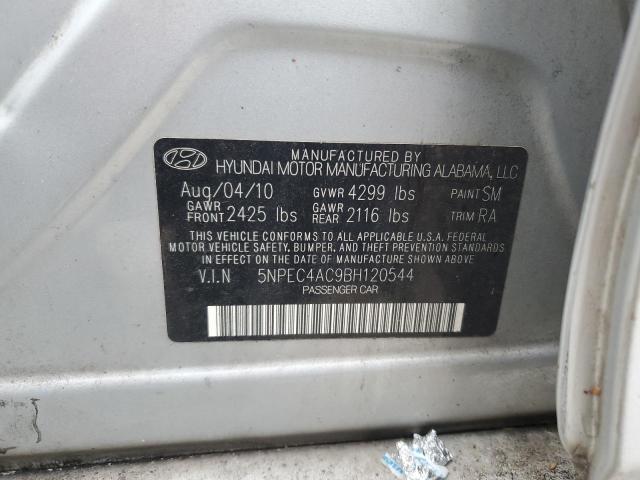 MANUFACTURED BY
HYUNDAI MOTOR MANUFACTURING ALABAMA, LLC
Aug/04/10 GVWR 4299 lbs PAINT SM
GAWR FRONT 2425 lbs GAWR REAR 2116 lbs TRIM RA
THIS VEHICLE CONFORMS TO ALL APPLICABLE U.S.A. FEDERAL
MOTOR VEHICLE SAFETY, BUMPER, AND THEFT PREVENTION STANDARDS
IN EFFECT ON THE DATE OF MANUFACTURE SHOWN ABOVE
V.I.N 5NPEC4AC9BH120544
PASSENGER CAR